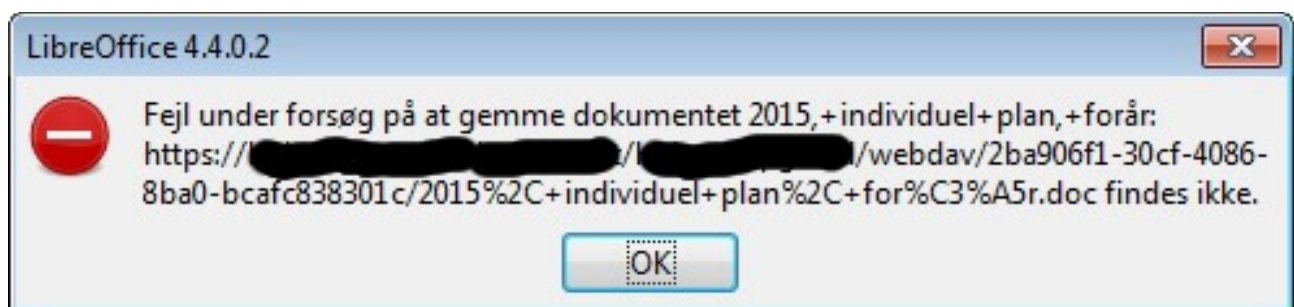 LibreOffice 4.4.0.2
Fejl under forsøg på at gemme dokumentet 2015,+individuel+plan,+forår:
https:// / /webdav/2ba906f1-30cf-4086-
8ba0-bcafc838301c/2015%2C+individuel+plan%2C+for%C3%A5r.doc findes ikke.
OK